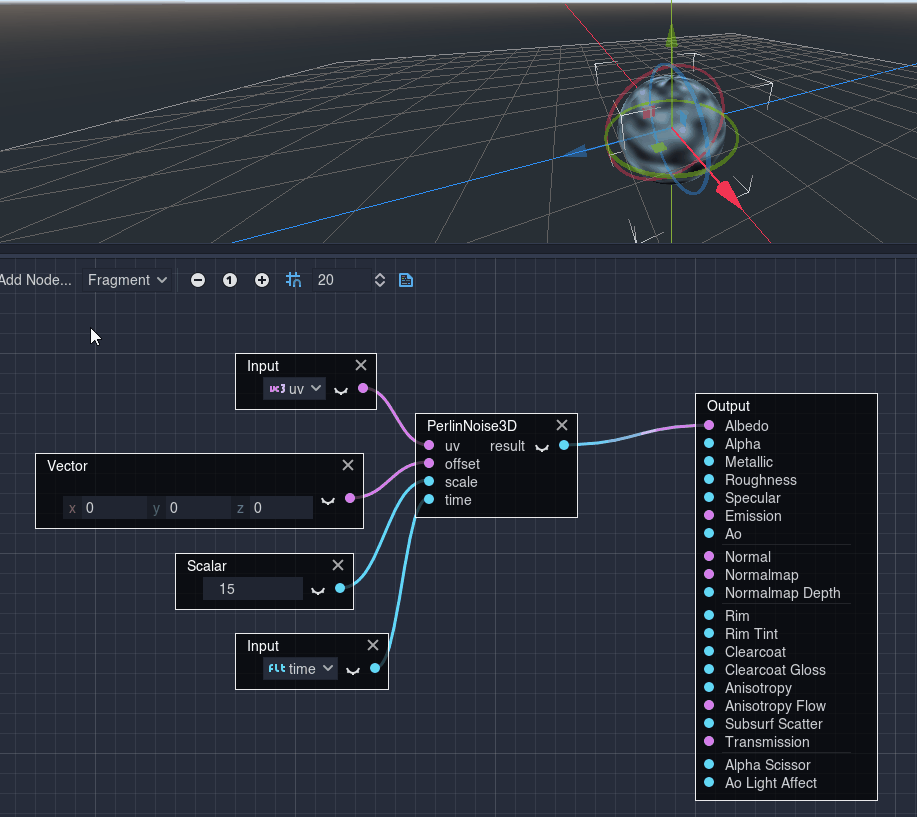 Add Node...
Fragment
20
Input
uv
PerlinNoise3D
uv result
offset
scale
time
Vector
x 0 y 0 z 0
Scalar
15
Input
time
Output
Albedo
Alpha
Metallic
Roughness
Specular
Emission
Ao
Normal
Normalmap
Normalmap Depth
Rim
Rim Tint
Clearcoat
Clearcoat Gloss
Anisotropy
Anisotropy Flow
Subsurf Scatter
Transmission
Alpha Scissor
Ao Light Affect